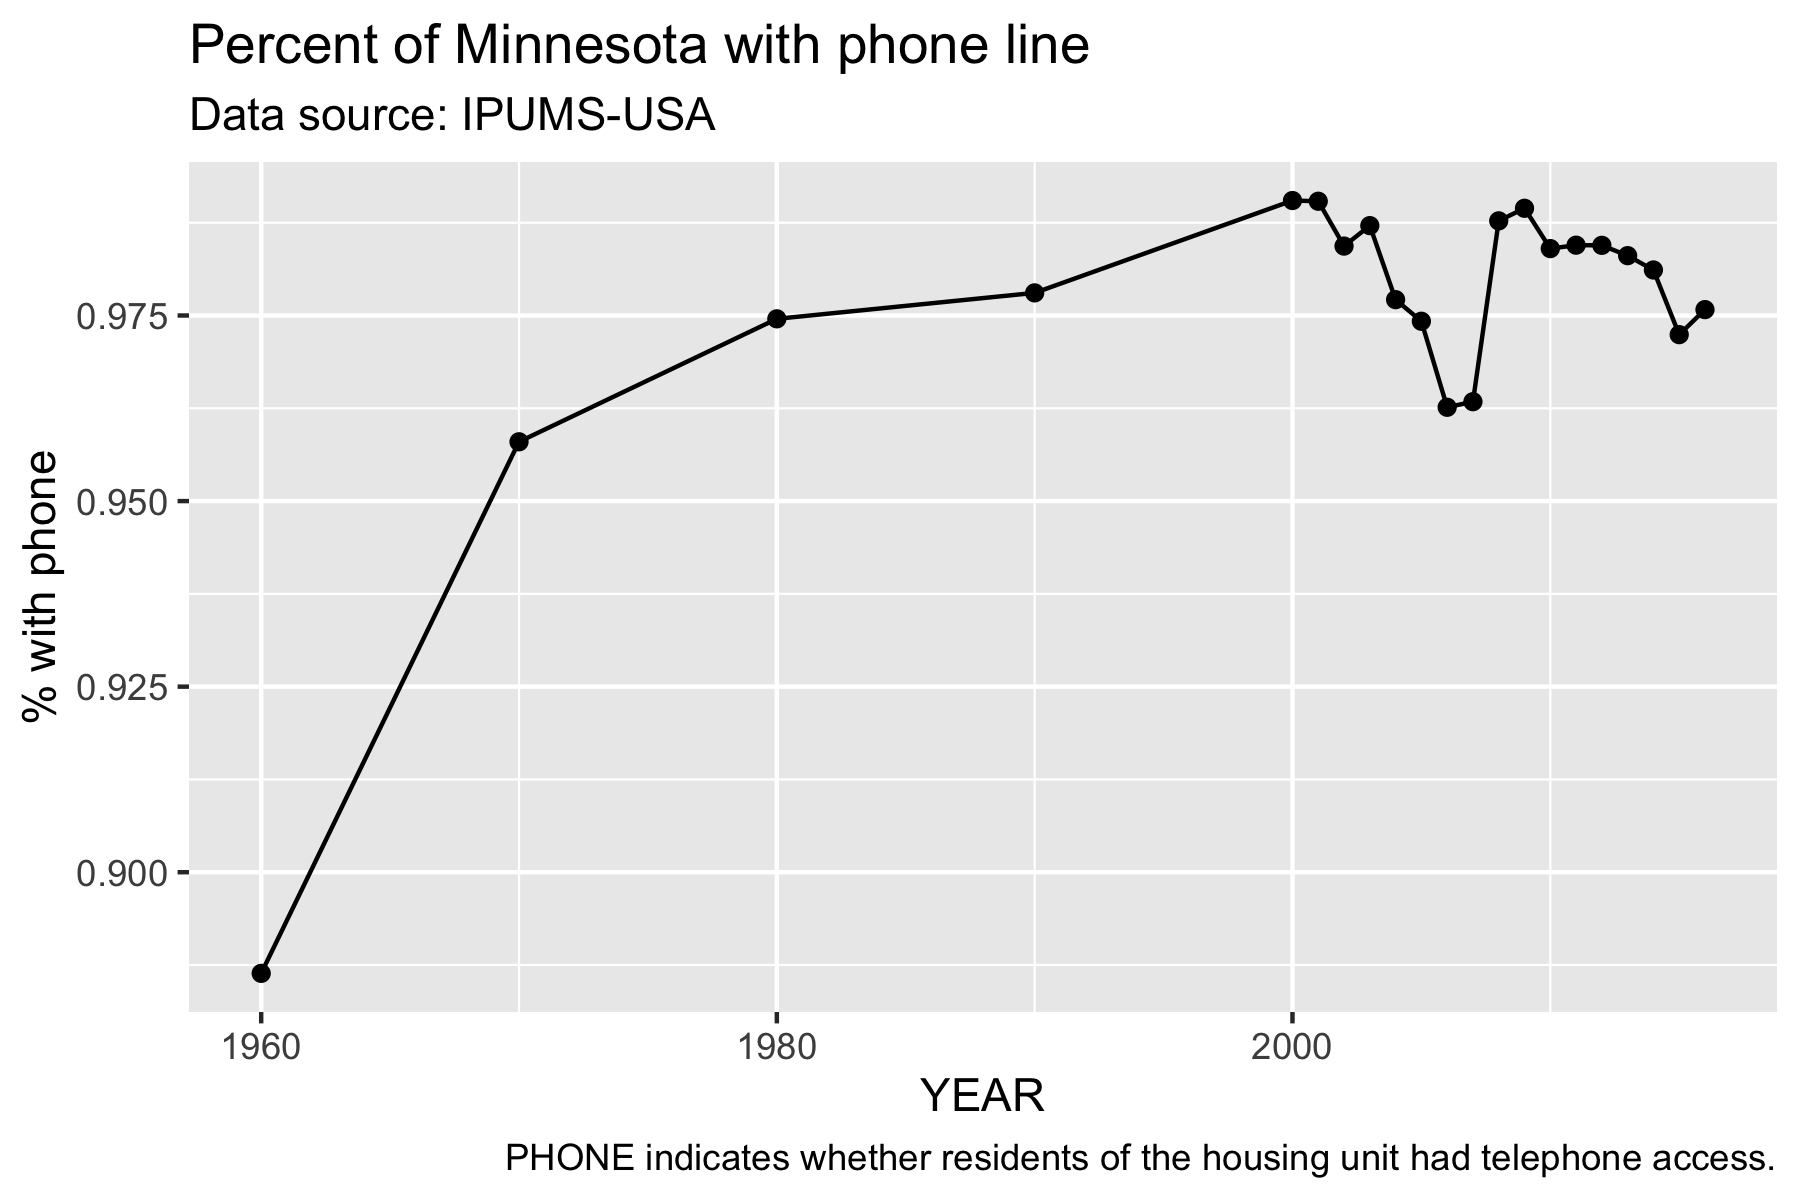 Percent of Minnesota with phone line
Data source: IPUMS-USA
% with phone
0.975
0.950
0.925
0.900
1960 1980 2000
YEAR
PHONE indicates whether residents of the housing unit had telephone access.